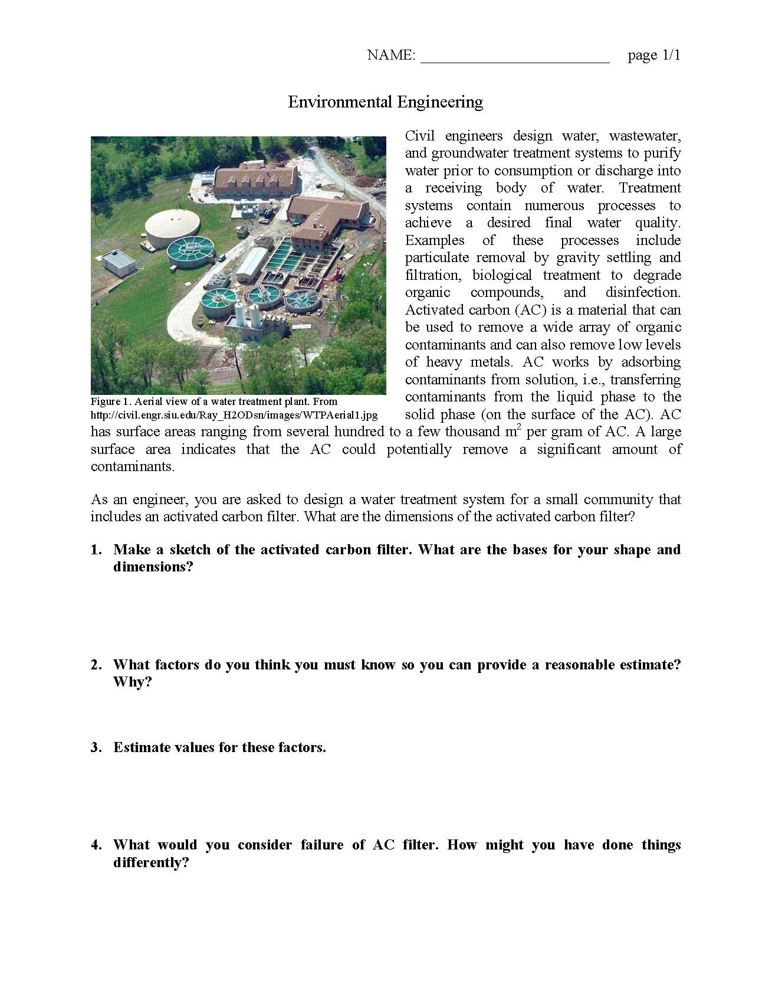 NAME: _________________________ page 1/1
Environmental Engineering
Civil engineers design water, wastewater,
and groundwater treatment systems to purify
water prior to consumption or discharge into
a receiving body of water. Treatment
systems contain numerous processes to
achieve a desired final water quality.
Examples of these processes include
particulate removal by gravity settling and
filtration, biological treatment to degrade
organic compounds, and disinfection.
Activated carbon (AC) is a material that can
be used to remove a wide array of organic
contaminants and can also remove low levels
of heavy metals. AC works by adsorbing
contaminants from solution, i.e., transferring
contaminants from the liquid phase to the
solid phase (on the surface of the AC). AC
has surface areas ranging from several hundred to a few thousand m² per gram of AC. A large
surface area indicates that the AC could potentially remove a significant amount of
contaminants.
Figure 1. Aerial view of a water treatment plant. From
http://civil.engr.siu.edu/Ray_H2ODsn/images/WTPAerial1.jpg
As an engineer, you are asked to design a water treatment system for a small community that
includes an activated carbon filter. What are the dimensions of the activated carbon filter?
1. Make a sketch of the activated carbon filter. What are the bases for your shape and
dimensions?
2. What factors do you think you must know so you can provide a reasonable estimate?
Why?
3. Estimate values for these factors.
4. What would you consider failure of AC filter. How might you have done things
differently?